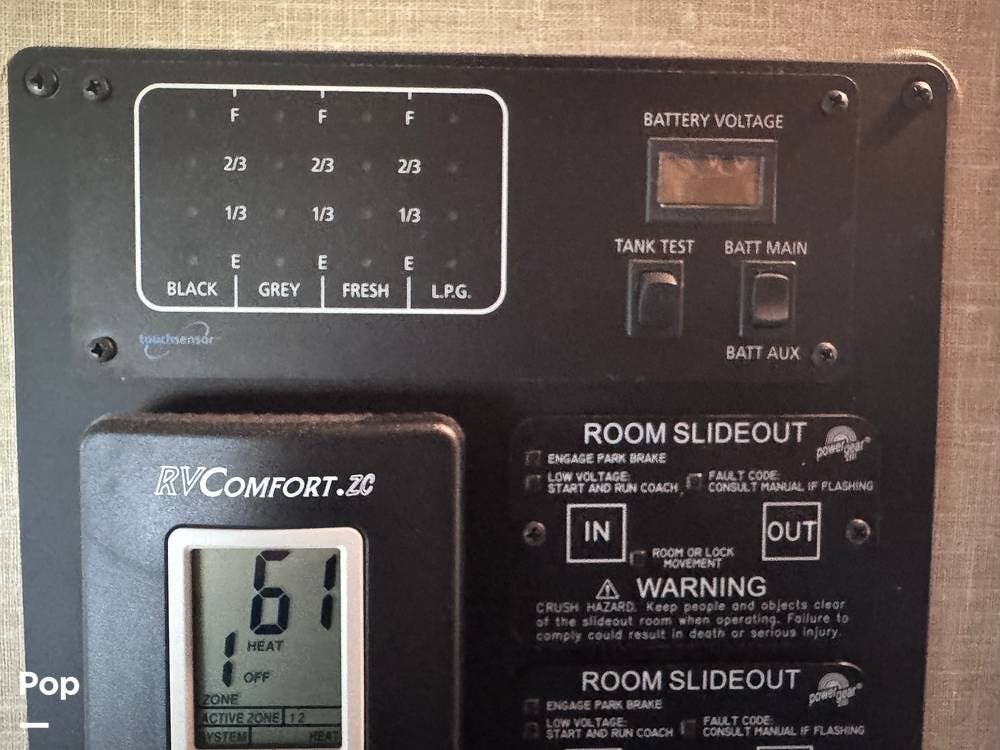 F F F
2/3 2/3 2/3
1/3 1/3 1/3
E E E
BLACK GREY FRESH L.P.G.
touchsensor
BATTERY VOLTAGE
TANK TEST BATT MAIN
BATT AUX
RVCOMFORT.ZC
61
HEAT
1
OFF
ZONE
ACTIVE ZONE 1 2
SYSTEM HEAT
ROOM SLIDEOUT
powergear
ENGAGE PARK BRAKE
LOW VOLTAGE: FAULT CODE:
START AND RUN COACH CONSULT MANUAL IF FLASHING
IN OUT
ROOM OR LOCK
MOVEMENT
WARNING
CRUSH HAZARD. Keep people and objects clear
of the slideout room when operating. Failure to
comply could result in death or serious injury.
ROOM SLIDEOUT
powergear
ENGAGE PARK BRAKE
LOW VOLTAGE: FAULT CODE:
START AND RUN COACH CONSULT MANUAL IF FLASHING
Pop